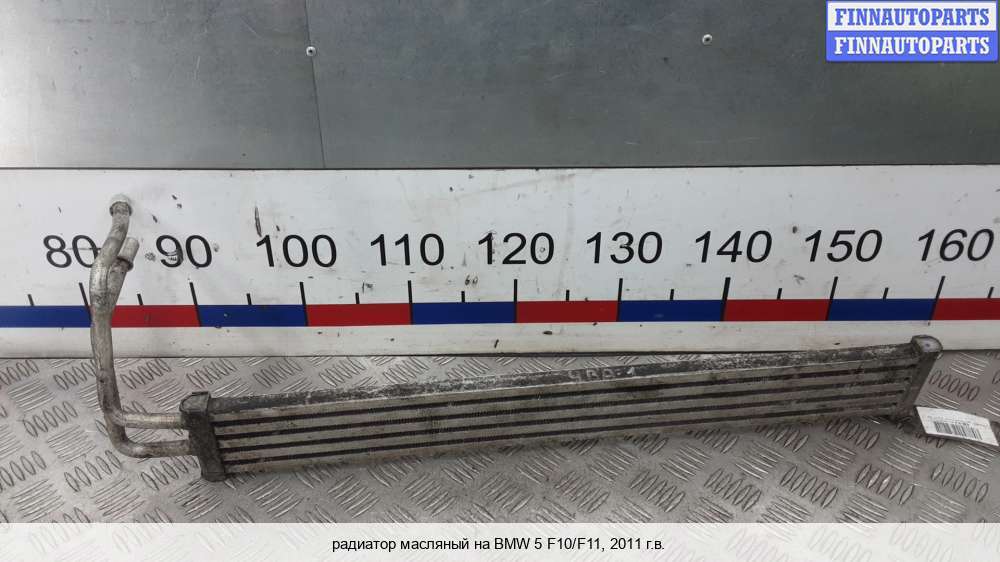 FINNAUTOPARTS
FINNAUTOPARTS
80 90 100 110 120 130 140 150 160
радиатор масляный на BMW 5 F10/F11, 2011 г.в.